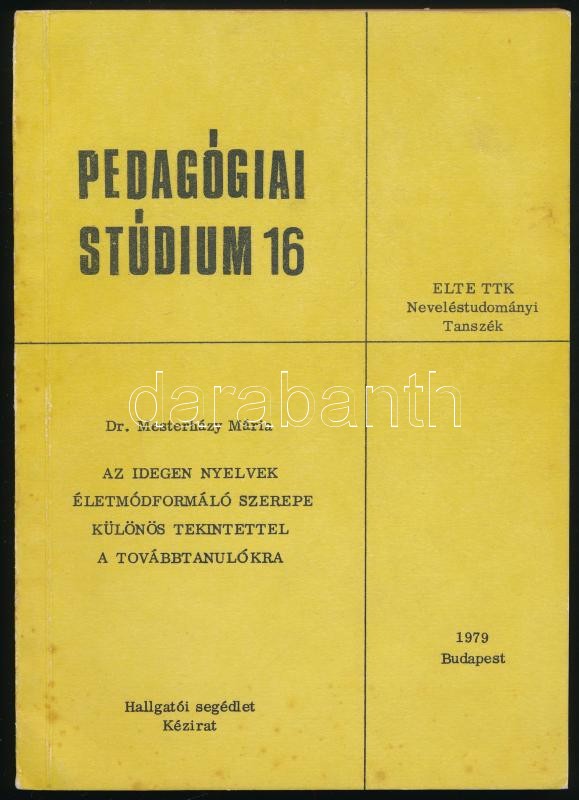 PEDAGÓGIAI
STÚDIUM 16
ELTE TTK
Neveléstudományi
Tanszék
darabanth
Dr. Mesterházy Mária
AZ IDEGEN NYELVEK
ÉLETMÓDFORMÁLÓ SZEREPE
KÜLÖNÖS TEKINTETTEL
A TOVÁBBTANULÓKRA
1979
Budapest
Hallgatói segédlet
Kézirat